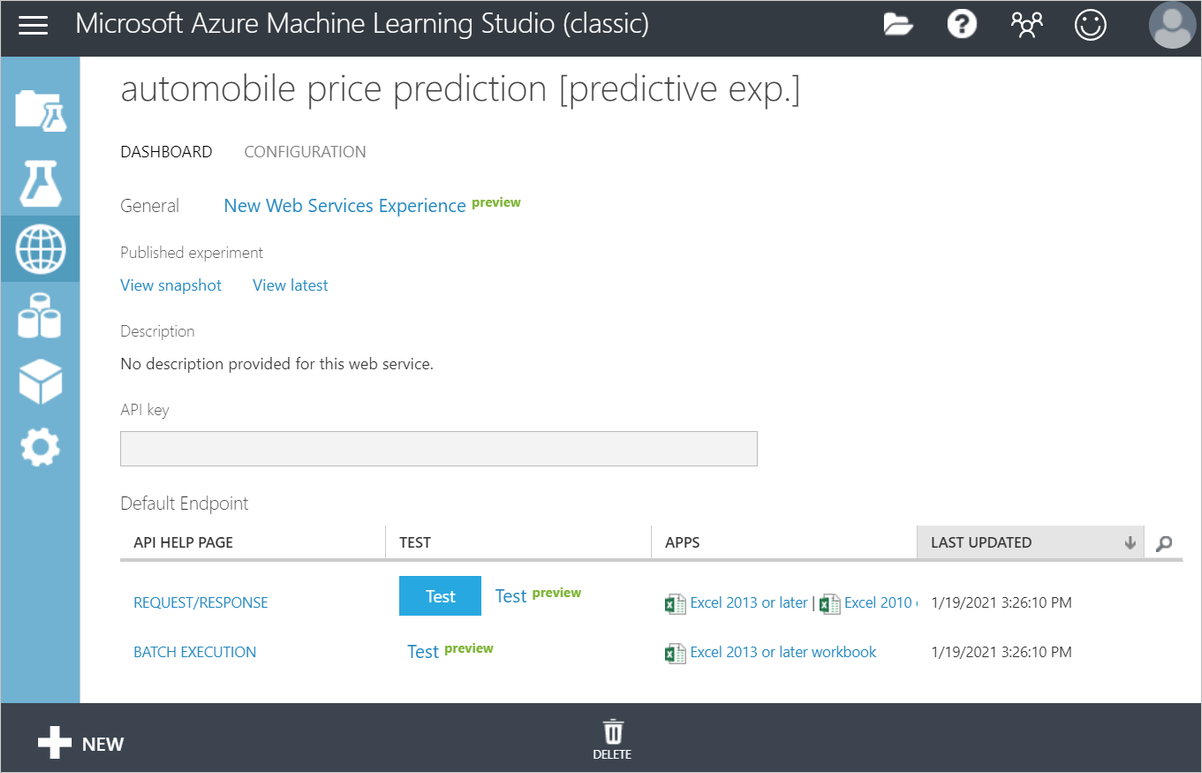 Microsoft Azure Machine Learning Studio (classic)
automobile price prediction [predictive exp.]
DASHBOARD CONFIGURATION
General New Web Services Experience preview
Published experiment
View snapshot View latest
Description
No description provided for this web service.
API key
Default Endpoint
API HELP PAGE TEST APPS LAST UPDATED
REQUEST/RESPONSE Test Test preview Excel 2013 or later | Excel 2010 1/19/2021 3:26:10 PM
BATCH EXECUTION Test preview Excel 2013 or later workbook 1/19/2021 3:26:10 PM
NEW DELETE